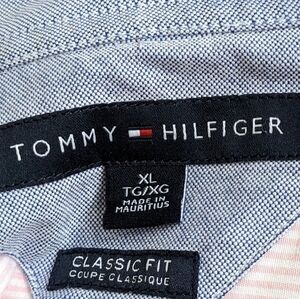 TOMMY HILFIGER
XL
TG/XG
MADE IN
MAURITIUS
CLASSIC FIT
COUPE CLASSIQUE